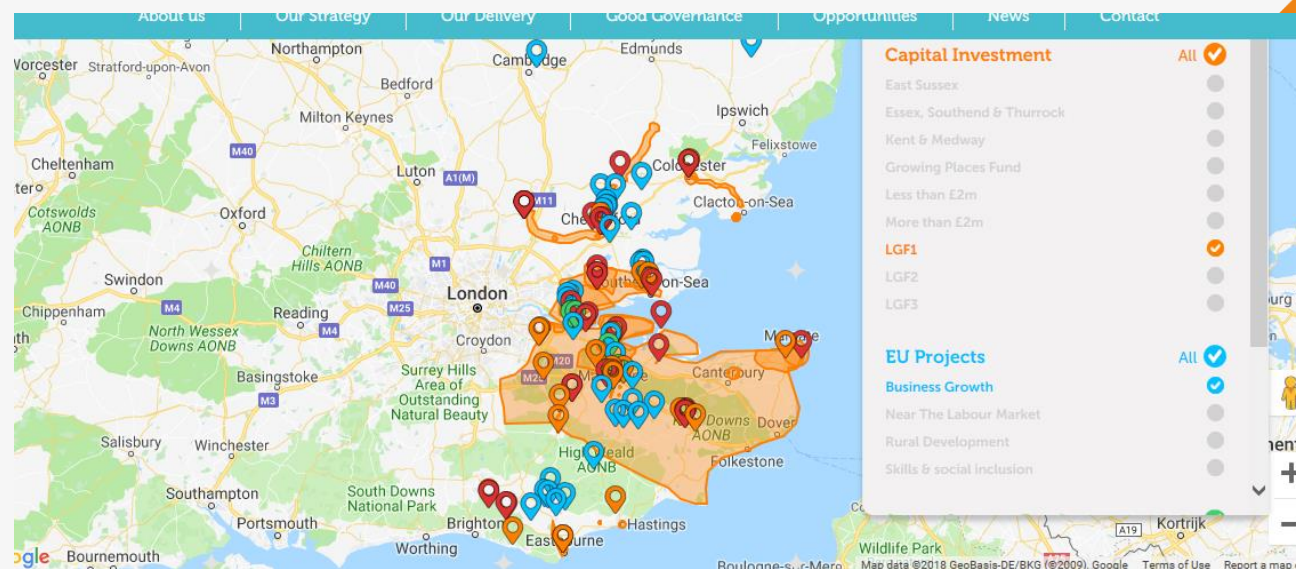 About us
Our Strategy
Our Delivery
Good Governance
Opportunities
News
Contact
Capital Investment
All
East Sussex
Essex, Southend & Thurrock
Kent & Medway
Growing Places Fund
Less than £2m
More than £2m
LGF1
LGF2
LGF3
EU Projects
All
Business Growth
Near The Labour Market
Rural Development
Skills & social inclusion
Worcester
Stratford-upon-Avon
Northampton
Cambridge
Edmunds
Bedford
Milton Keynes
Ipswich
Felixstowe
M40
Cheltenham
Luton
A1(M)
M11
Clacton-on-Sea
Cotswolds
AONB
Oxford
Chiltern
Hills AONB
M1
Swindon
M40
London
Chippenham
M4
Reading
M25
North Wessex
Downs AONB
M4
Croydon
Basingstoke
Surrey Hills
Area of
Outstanding
Natural Beauty
M20
Canterbury
M3
Downs
AONB
Dover
Salisbury
Winchester
AONB
Folkestone
Southampton
South Downs
National Park
Portsmouth
Brighton
Hastings
Worthing
Bournemouth
A19
Kortrijk
Wildlife Park
Map data ©2018 GeoBasis-DE/BKG (©2009), Google
Terms of Use
Report a map